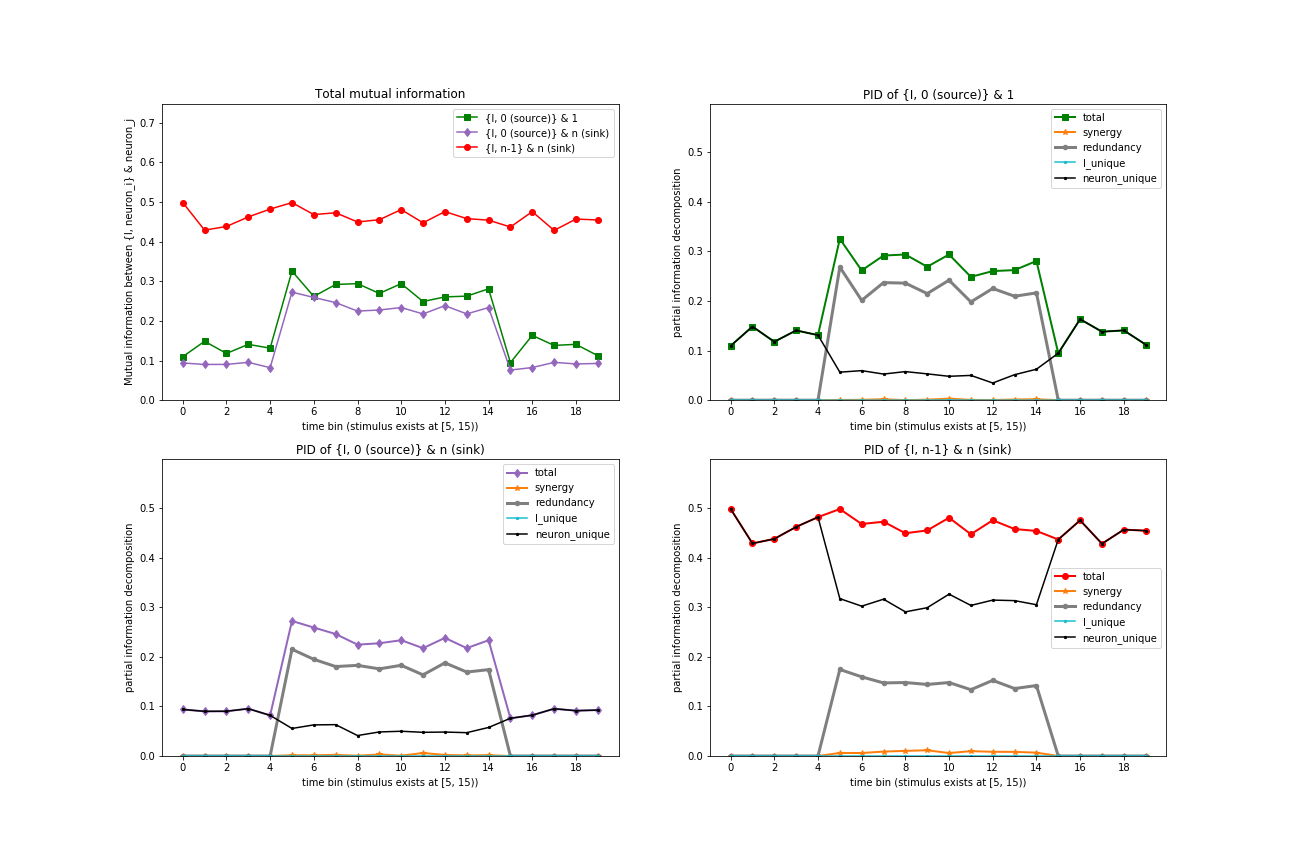 Total mutual information
Mutual information between {I, neuron_i} & neuron_j
0.0
0.1
0.2
0.3
0.4
0.5
0.6
0.7
{I, 0 (source)} & 1
{I, 0 (source)} & n (sink)
{I, n-1} & n (sink)
0 2 4 6 8 10 12 14 16 18
time bin (stimulus exists at [5, 15))
PID of {I, 0 (source)} & 1
partial information decomposition
0.0
0.1
0.2
0.3
0.4
0.5
total
synergy
redundancy
I_unique
neuron_unique
0 2 4 6 8 10 12 14 16 18
time bin (stimulus exists at [5, 15))
PID of {I, 0 (source)} & n (sink)
partial information decomposition
0.0
0.1
0.2
0.3
0.4
0.5
total
synergy
redundancy
I_unique
neuron_unique
0 2 4 6 8 10 12 14 16 18
time bin (stimulus exists at [5, 15))
PID of {I, n-1} & n (sink)
partial information decomposition
0.0
0.1
0.2
0.3
0.4
0.5
total
synergy
redundancy
I_unique
neuron_unique
0 2 4 6 8 10 12 14 16 18
time bin (stimulus exists at [5, 15))